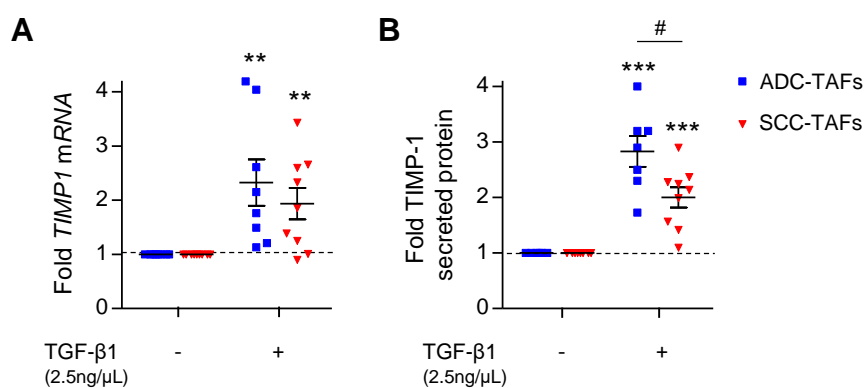 A
Fold TIMP1 mRNA
4
3
2
1
0
**
**
TGF-β1
(2.5ng/μL)
-
+
B
Fold TIMP-1
secreted protein
4
3
2
1
0
#
***
***
TGF-β1
(2.5ng/μL)
-
+
ADC-TAFs
SCC-TAFs